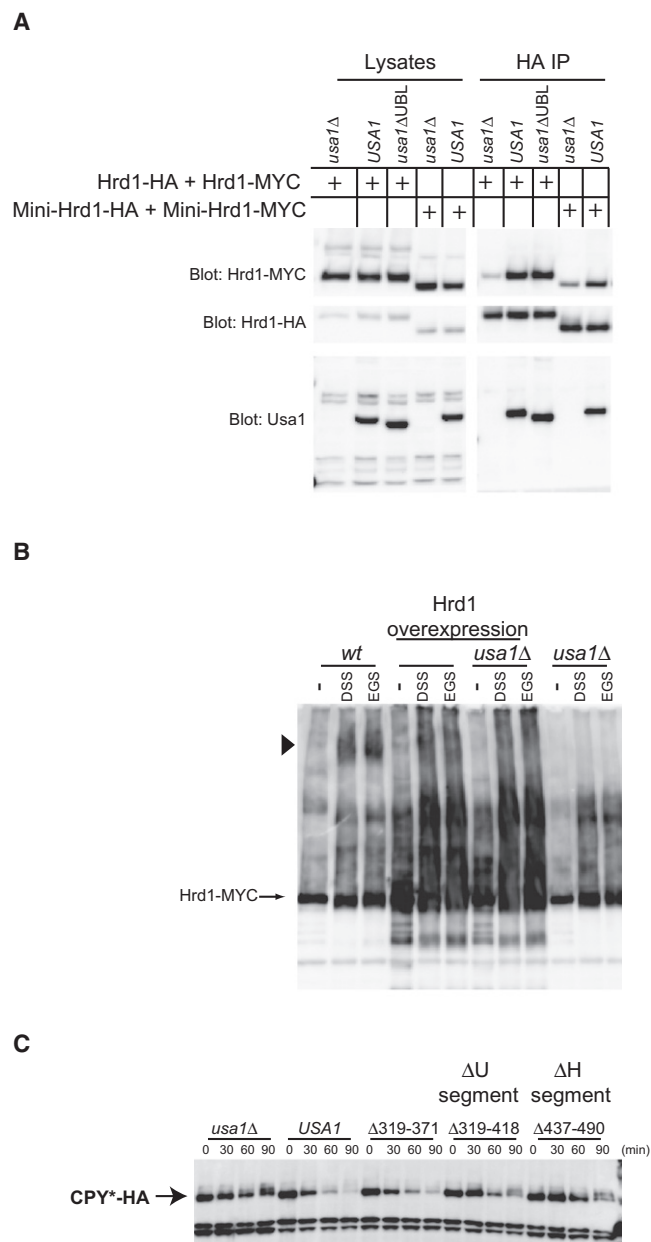 A
Lysates HA IP
usa1Δ USA1 usa1ΔUBL usa1Δ USA1 usa1Δ USA1 usa1ΔUBL usa1Δ USA1
Hrd1-HA + Hrd1-MYC + + + + + +
Mini-Hrd1-HA + Mini-Hrd1-MYC + + + +
Blot: Hrd1-MYC
Blot: Hrd1-HA
Blot: Usa1
B
Hrd1
overexpression
wt usa1Δ usa1Δ
- DSS EGS - DSS EGS - DSS EGS - DSS EGS
Hrd1-MYC
C
ΔU ΔH
segment segment
usa1Δ USA1 Δ319-371 Δ319-418 Δ437-490
0 30 60 90 0 30 60 90 0 30 60 90 0 30 60 90 0 30 60 90 (min)
CPY*-HA